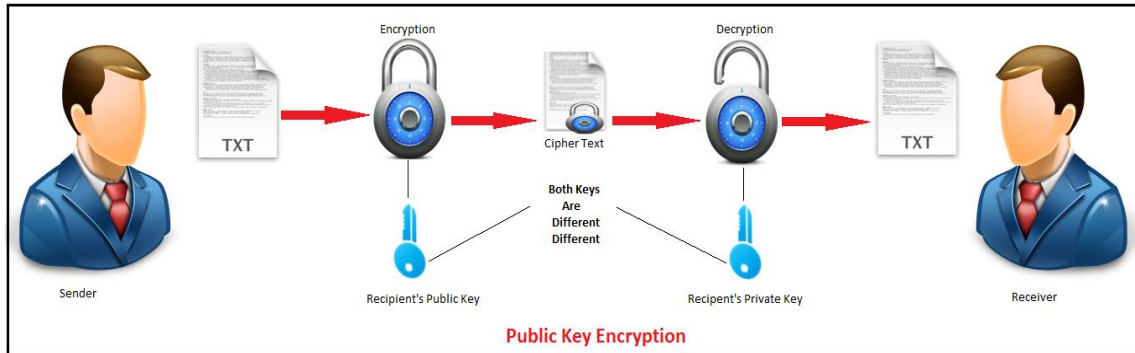 Encryption
Decryption
TXT
TXT
Cipher Text
Both Keys
Are
Different
Different
Sender
Recipient's Public Key
Recipent's Private Key
Receiver
Public Key Encryption